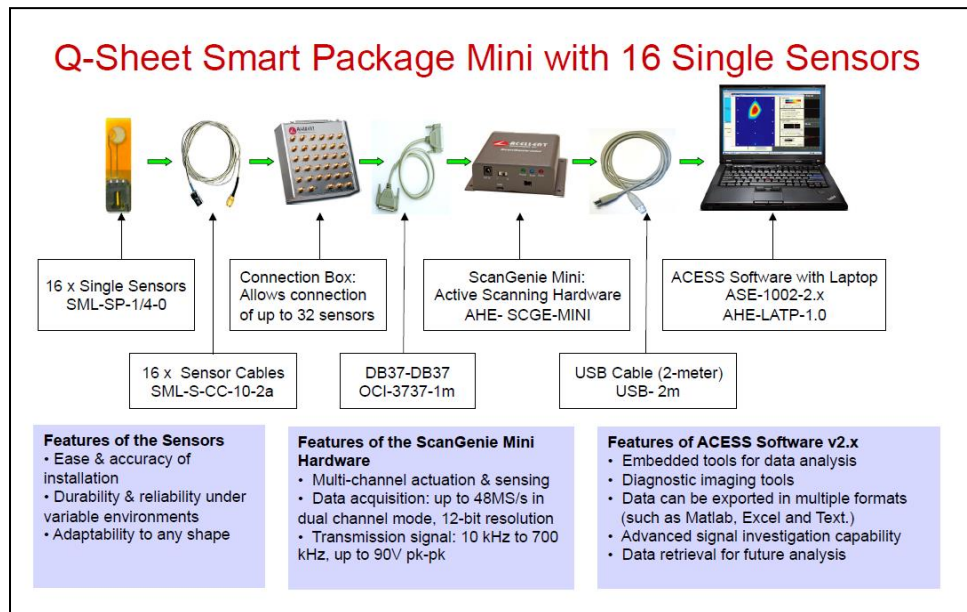 Q-Sheet Smart Package Mini with 16 Single Sensors
16 x Single Sensors
SML-SP-1/4-0
Connection Box:
Allows connection
of up to 32 sensors
ScanGenie Mini:
Active Scanning Hardware
AHE- SCGE-MINI
ACESS Software with Laptop
ASE-1002-2.x
AHE-LATP-1.0
16 x Sensor Cables
SML-S-CC-10-2a
DB37-DB37
OCI-3737-1m
USB Cable (2-meter)
USB- 2m
Features of the Sensors
• Ease & accuracy of
installation
• Durability & reliability under
variable environments
• Adaptability to any shape
Features of the ScanGenie Mini
Hardware
• Multi-channel actuation & sensing
• Data acquisition: up to 48MS/s in
dual channel mode, 12-bit resolution
• Transmission signal: 10 kHz to 700
kHz, up to 90V pk-pk
Features of ACESS Software v2.x
• Embedded tools for data analysis
• Diagnostic imaging tools
• Data can be exported in multiple formats
(such as Matlab, Excel and Text.)
• Advanced signal investigation capability
• Data retrieval for future analysis